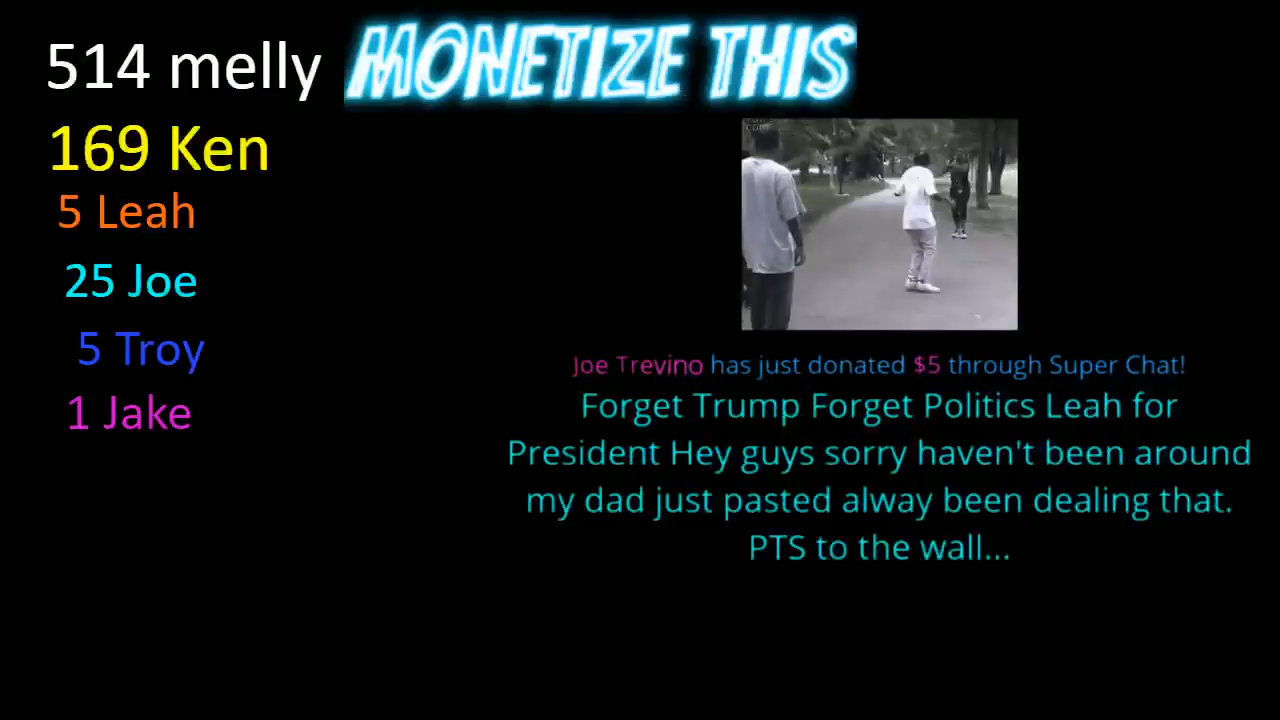 514 melly
MONETIZE THIS
169 Ken
5 Leah
25 Joe
5 Troy
1 Jake
Joe Trevino has just donated $5 through Super Chat!
Forget Trump Forget Politics Leah for
President Hey guys sorry haven't been around
my dad just pasted alway been dealing that.
PTS to the wall...